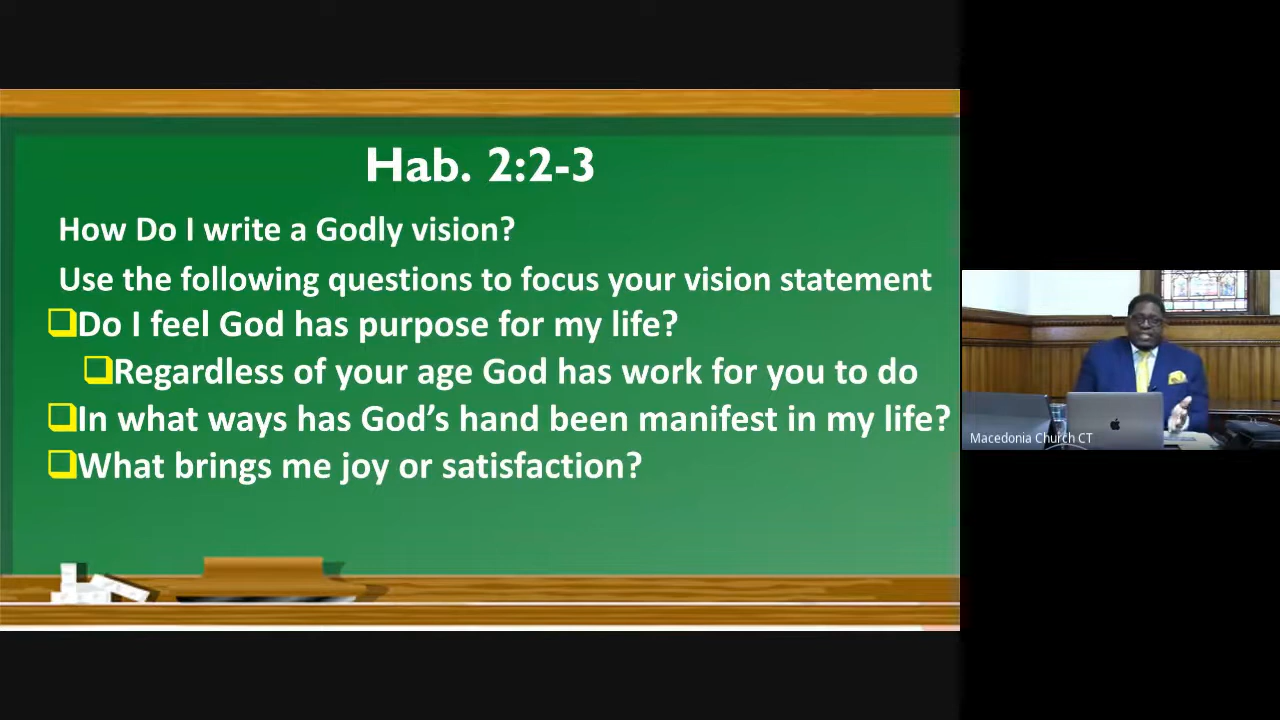 Hab. 2:2-3
How Do I write a Godly vision?
Use the following questions to focus your vision statement
Do I feel God has purpose for my life?
Regardless of your age God has work for you to do
In what ways has God’s hand been manifest in my life?
What brings me joy or satisfaction?
Macedonia Church CT